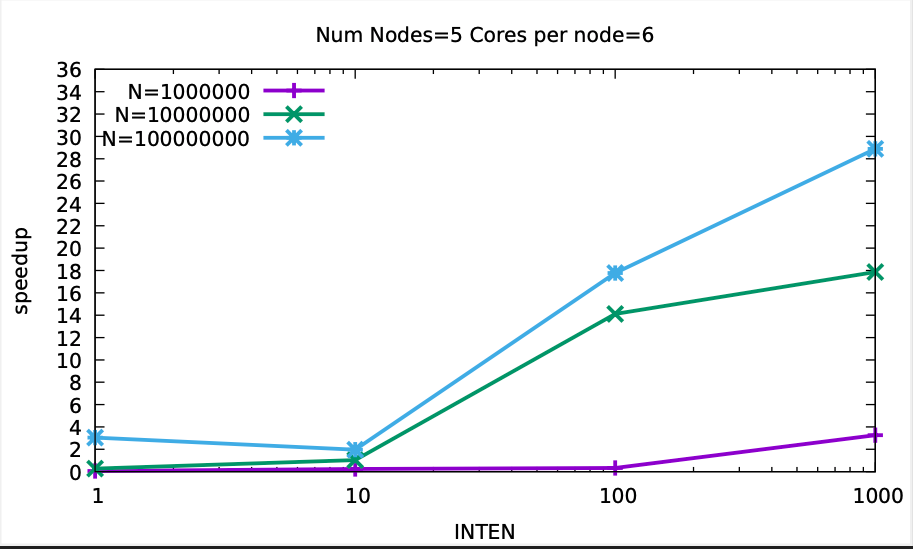 Num Nodes=5 Cores per node=6
36
34
32
30
28
26
24
22
20
18
16
14
12
10
8
6
4
2
0
N=1000000
N=10000000
N=100000000
speedup
1 10 100 1000
INTEN